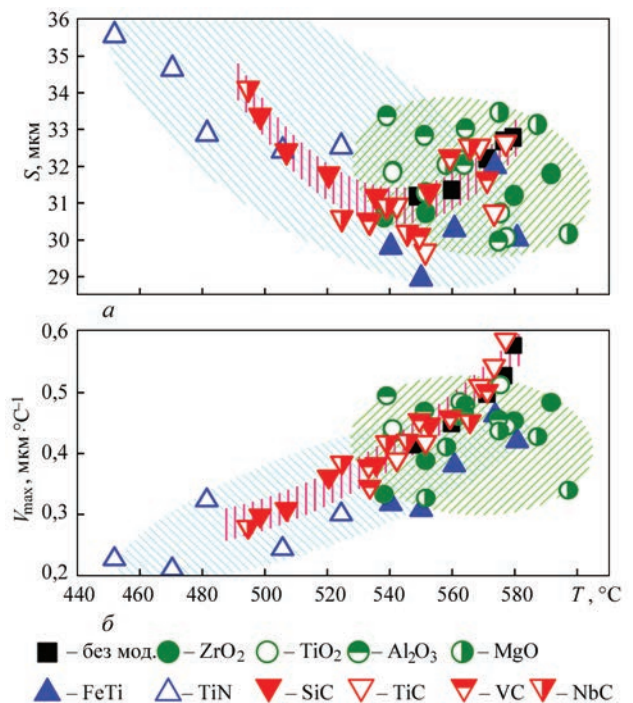 36
35
34
33
32
31
30
29
S, мкм
а
0,6
0,5
0,4
0,3
0,2
V_max, мкм·°C⁻¹
440 480 500 520 540 560 580 T, °C
б
– без мод. – ZrO₂ – TiO₂ – Al₂O₃ – MgO
– FeTi – TiN – SiC – TiC – VC – NbC